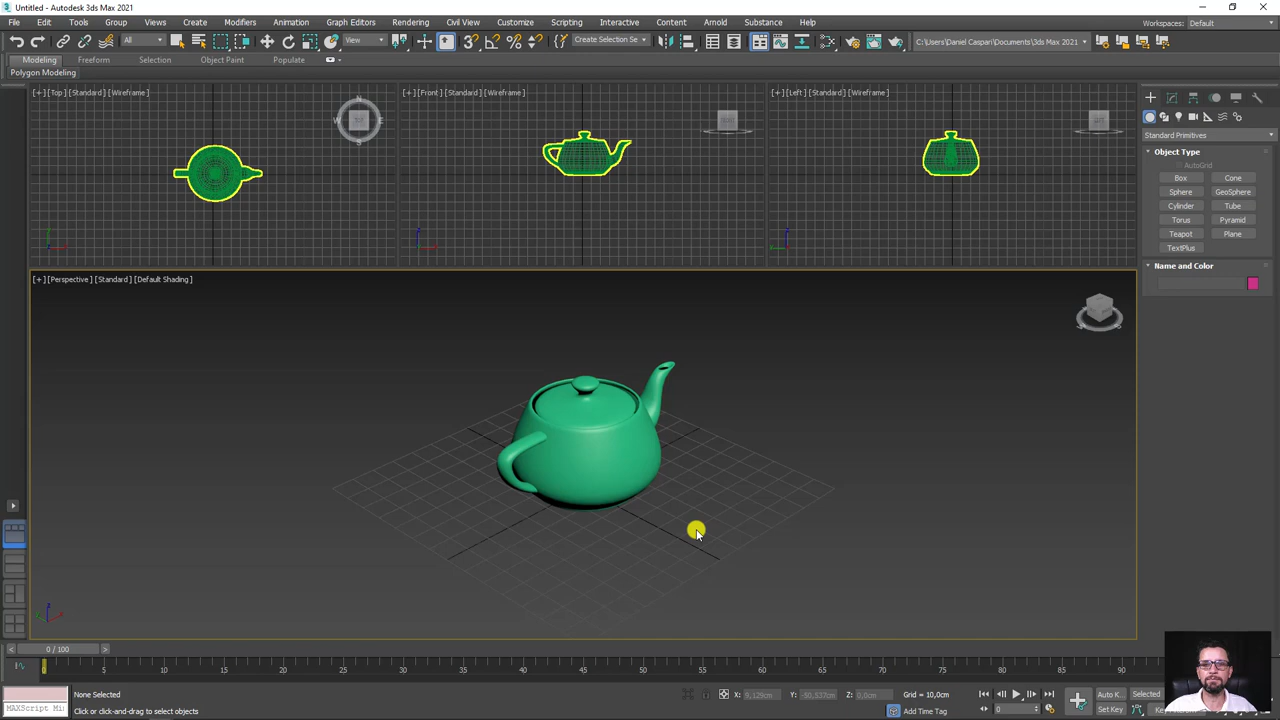 Untitled - Autodesk 3ds Max 2021
File Edit Tools Group Views Create Modifiers Animation Graph Editors Rendering Civil View Customize Scripting Interactive Content Arnold Substance Help
Workspaces: Default
All View Create Selection Se C:\Users\Daniel Caspari\Documents\3ds Max 2021
Modeling Freeform Selection Object Paint Populate
Polygon Modeling
[+] [Top] [Standard] [Wireframe]
[+] [Front] [Standard] [Wireframe]
[+] [Left] [Standard] [Wireframe]
N
W E
S
Standard Primitives
Object Type
AutoGrid
Box Cone
Sphere GeoSphere
Cylinder Tube
Torus Pyramid
Teapot Plane
TextPlus
Name and Color
[+] [Perspective] [Standard] [Default Shading]
0 / 100
0 5 10 15 20 25 30 35 40 45 50 55 60 65 70 75 80 85 90
None Selected X: 9,129cm Y: -50,537cm Z: 0,0cm Grid = 10,0cm Auto K Selected
MAXScript Mi Click or click-and-drag to select objects Add Time Tag 0 Set Key